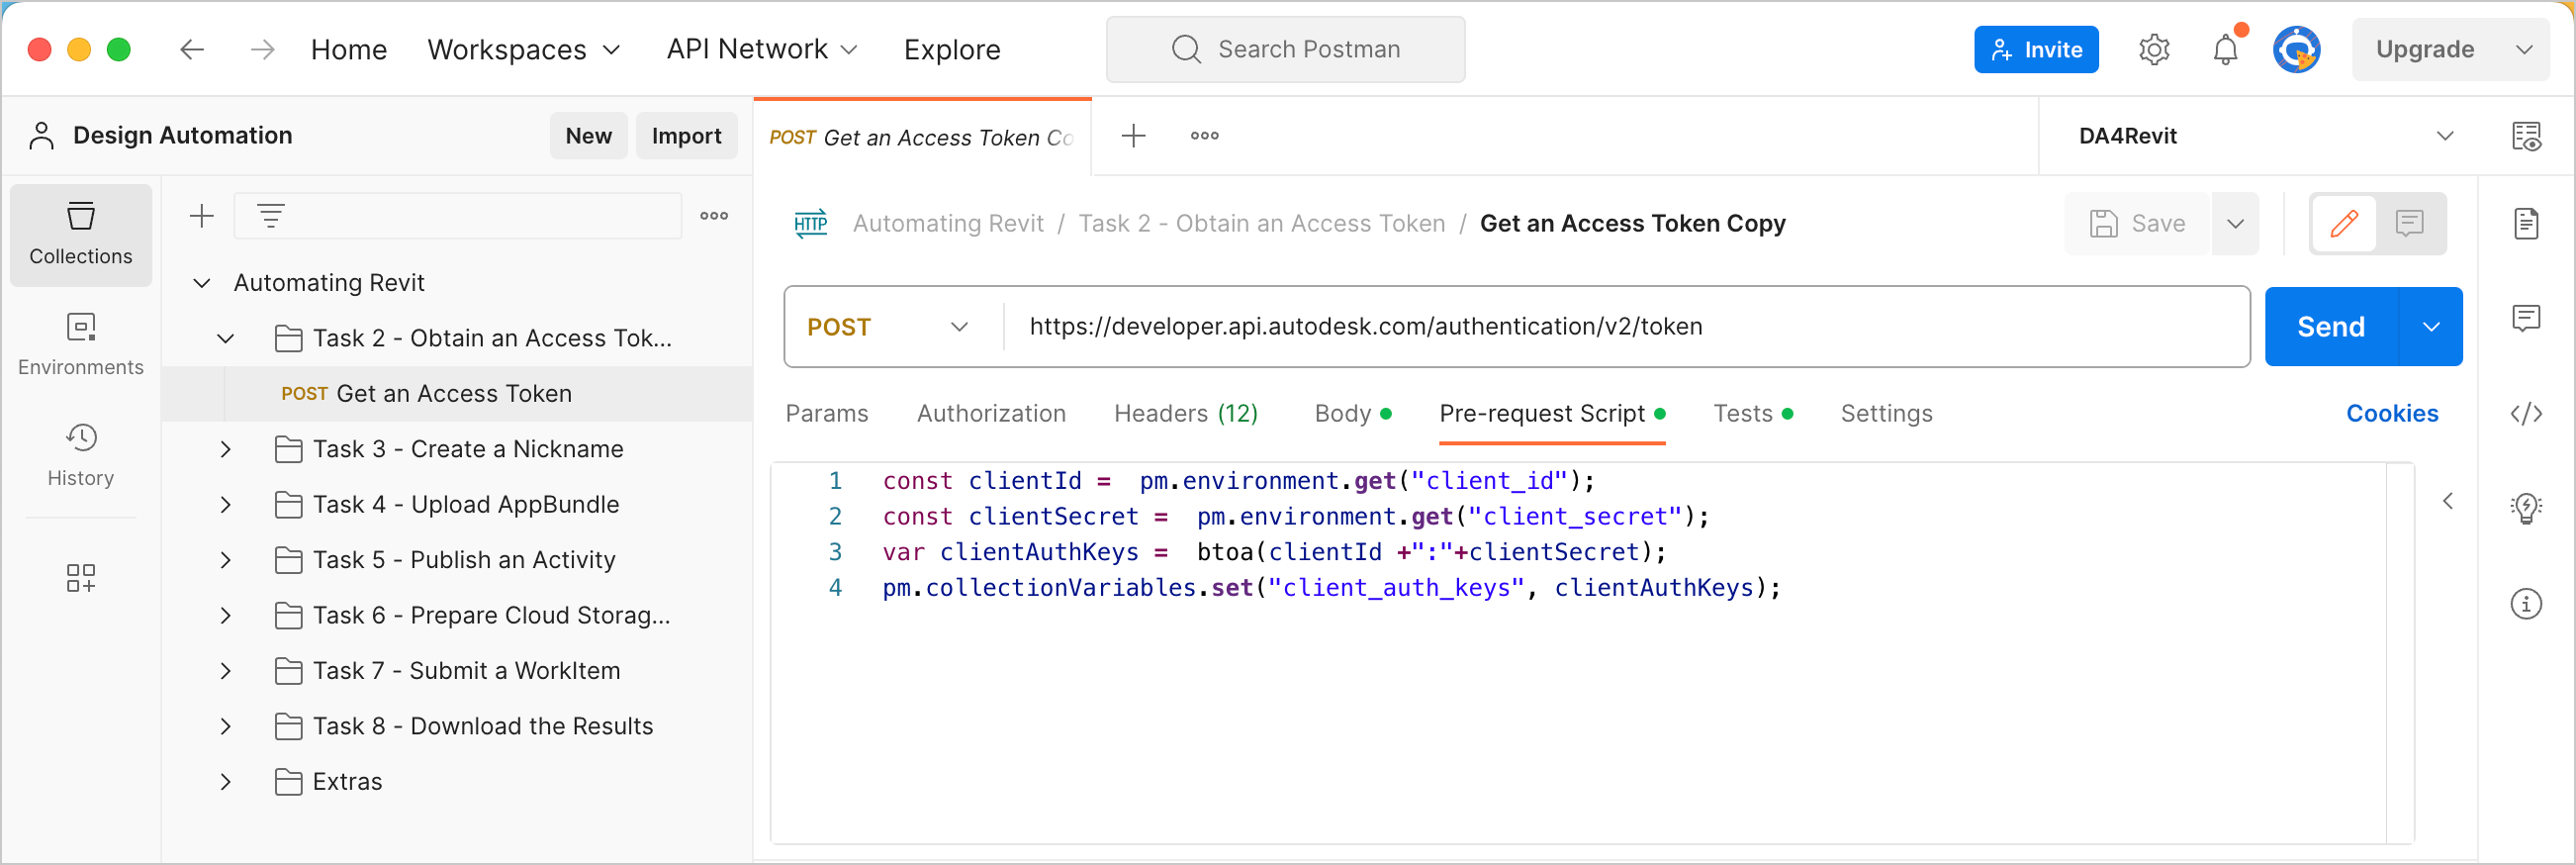 Home Workspaces API Network Explore Search Postman Invite Upgrade
Design Automation New Import
POST Get an Access Token Co
DA4Revit
Collections
Environments
History
Automating Revit
Task 2 - Obtain an Access Tok...
POST Get an Access Token
Task 3 - Create a Nickname
Task 4 - Upload AppBundle
Task 5 - Publish an Activity
Task 6 - Prepare Cloud Storag...
Task 7 - Submit a WorkItem
Task 8 - Download the Results
Extras
HTTP Automating Revit / Task 2 - Obtain an Access Token / Get an Access Token Copy Save
POST https://developer.api.autodesk.com/authentication/v2/token Send
Params Authorization Headers (12) Body Pre-request Script Tests Settings Cookies
1 const clientId = pm.environment.get("client_id");
2 const clientSecret = pm.environment.get("client_secret");
3 var clientAuthKeys = btoa(clientId +":"+clientSecret);
4 pm.collectionVariables.set("client_auth_keys", clientAuthKeys);